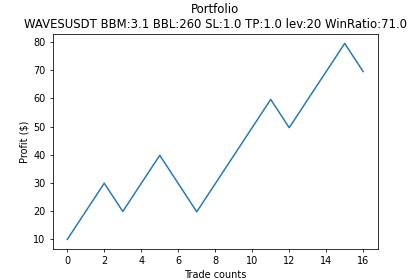 Portfolio
WAVESUSDT BBM:3.1 BBL:260 SL:1.0 TP:1.0 lev:20 WinRatio:71.0
80
70
60
50
40
30
20
10
Profit ($)
0 2 4 6 8 10 12 14 16
Trade counts